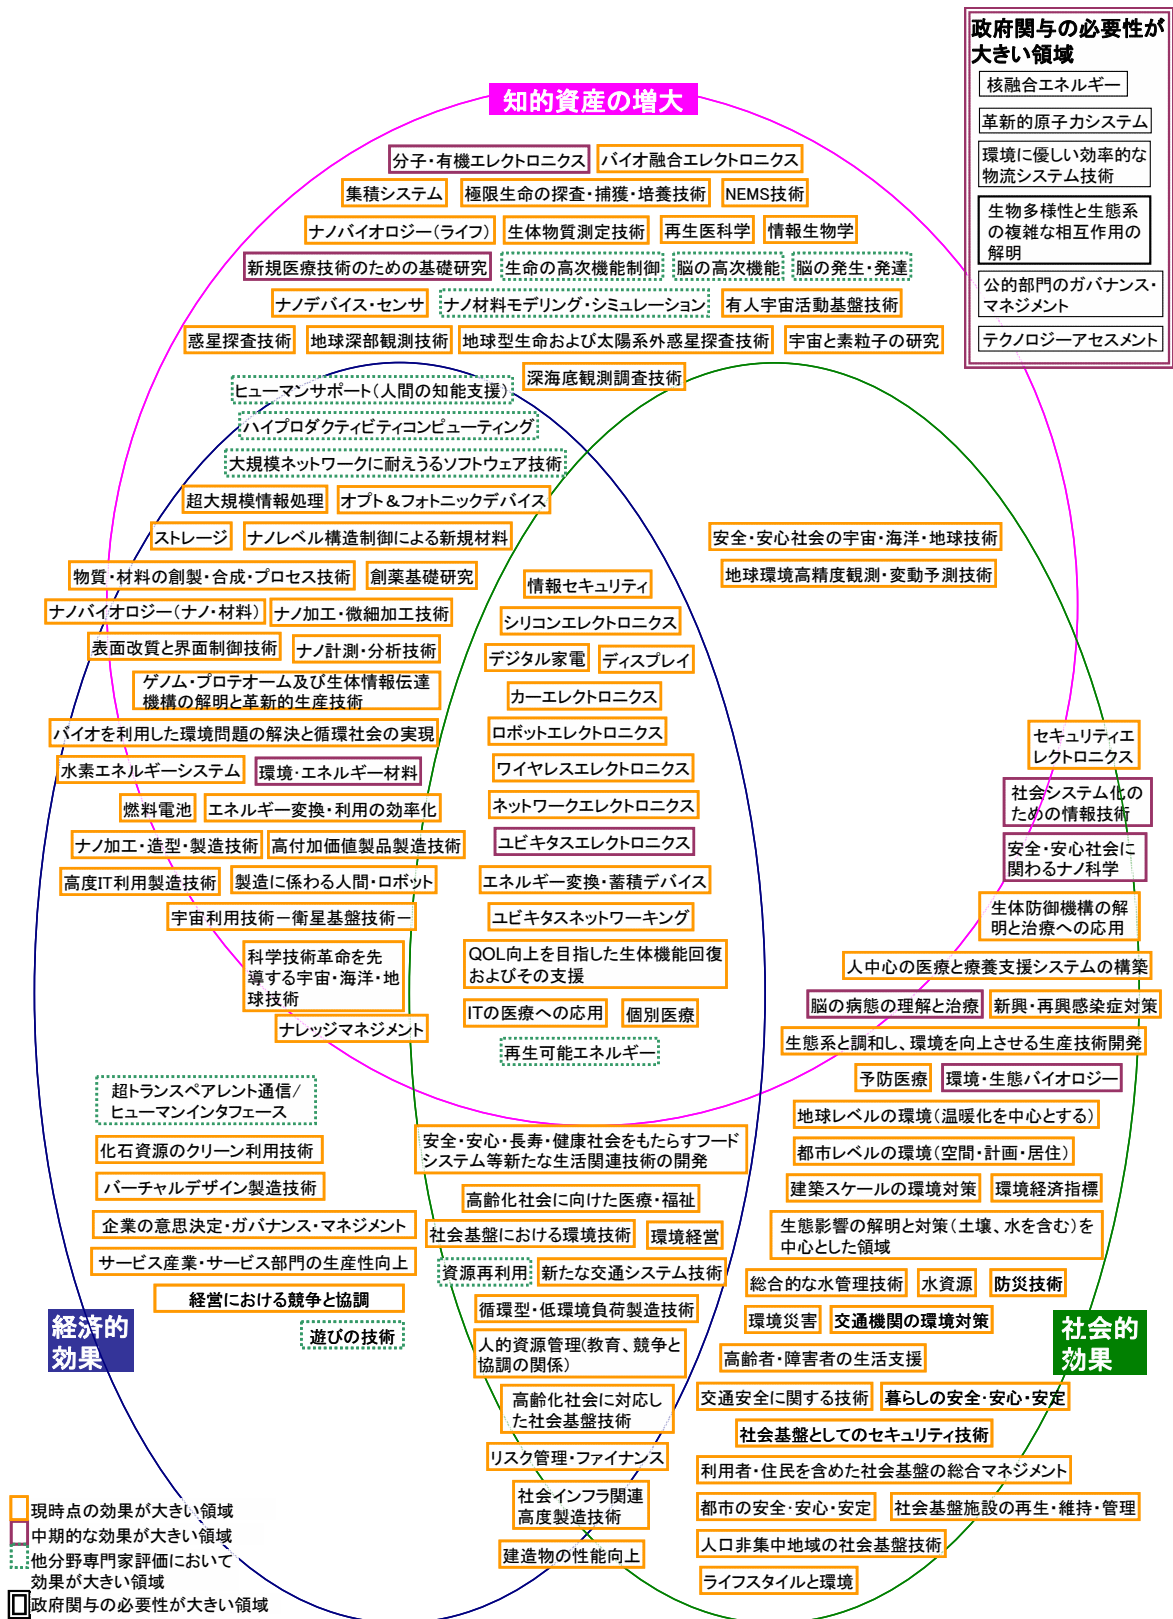 政府関与の必要性が
大きい領域
核融合エネルギー
革新的原子力システム
環境に優しい効率的な
物流システム技術
生物多様性と生態系
の複雑な相互作用の
解明
公的部門のガバナンス・
マネジメント
テクノロジーアセスメント
知的資産の増大
分子・有機エレクトロニクス
バイオ融合エレクトロニクス
集積システム
極限生命の探査・捕獲・培養技術
NEMS技術
ナノバイオロジー(ライフ)
生体物質測定技術
再生医科学
情報生物学
新規医療技術のための基礎研究
生命の高次機能制御
脳の高次機能
脳の発生・発達
ナノデバイス・センサ
ナノ材料モデリング・シミュレーション
有人宇宙活動基盤技術
惑星探査技術
地球深部観測技術
地球型生命および太陽系外惑星探査技術
宇宙と素粒子の研究
深海底観測調査技術
ヒューマンサポート(人間の知能支援)
ハイプロダクティビティコンピューティング
大規模ネットワークに耐えうるソフトウェア技術
超大規模情報処理
オプト&フォトニックデバイス
ストレージ
ナノレベル構造制御による新規材料
安全・安心社会の宇宙・海洋・地球技術
物質・材料の創製・合成・プロセス技術
創薬基礎研究
情報セキュリティ
地球環境高精度観測・変動予測技術
ナノバイオロジー(ナノ・材料)
ナノ加工・微細加工技術
シリコンエレクトロニクス
表面改質と界面制御技術
ナノ計測・分析技術
デジタル家電
ディスプレイ
ゲノム・プロテオーム及び生体情報伝達
機構の解明と革新的生産技術
カーエレクトロニクス
バイオを利用した環境問題の解決と循環社会の実現
ロボットエレクトロニクス
セキュリティエ
レクトロニクス
水素エネルギーシステム
環境・エネルギー材料
ワイヤレスエレクトロニクス
社会システム化の
ための情報技術
燃料電池
エネルギー変換・利用の効率化
ネットワークエレクトロニクス
ナノ加工・造型・製造技術
高付加価値製品製造技術
ユビキタスエレクトロニクス
安全・安心社会に
関わるナノ科学
高度IT利用製造技術
製造に係わる人間・ロボット
エネルギー変換・蓄積デバイス
宇宙利用技術－衛星基盤技術－
ユビキタスネットワーキング
生体防御機構の解
明と治療への応用
科学技術革命を先
導する宇宙・海洋・地
球技術
QOL向上を目指した生体機能回復
およびその支援
人中心の医療と療養支援システムの構築
ITの医療への応用
個別医療
脳の病態の理解と治療
新興・再興感染症対策
ナレッジマネジメント
再生可能エネルギー
生態系と調和し、環境を向上させる生産技術開発
超トランスペアレント通信/
ヒューマンインタフェース
予防医療
環境・生態バイオロジー
地球レベルの環境(温暖化を中心とする)
化石資源のクリーン利用技術
安全・安心・長寿・健康社会をもたらすフード
システム等新たな生活関連技術の開発
都市レベルの環境(空間・計画・居住)
バーチャルデザイン製造技術
高齢化社会に向けた医療・福祉
建築スケールの環境対策
環境経済指標
企業の意思決定・ガバナンス・マネジメント
社会基盤における環境技術
環境経営
生態影響の解明と対策(土壌、水を含む)を
中心とした領域
サービス産業・サービス部門の生産性向上
資源再利用
新たな交通システム技術
総合的な水管理技術
水資源
防災技術
経営における競争と協調
循環型・低環境負荷製造技術
環境災害
交通機関の環境対策
経済的
効果
遊びの技術
人的資源管理(教育、競争と
協調の関係)
社会的
効果
高齢者・障害者の生活支援
高齢化社会に対応し
た社会基盤技術
交通安全に関する技術
暮らしの安全・安心・安定
社会基盤としてのセキュリティ技術
リスク管理・ファイナンス
利用者・住民を含めた社会基盤の総合マネジメント
社会インフラ関連
高度製造技術
都市の安全・安心・安定
社会基盤施設の再生・維持・管理
建造物の性能向上
人口非集中地域の社会基盤技術
ライフスタイルと環境
現時点の効果が大きい領域
中期的な効果が大きい領域
他分野専門家評価において
効果が大きい領域
政府関与の必要性が大きい領域